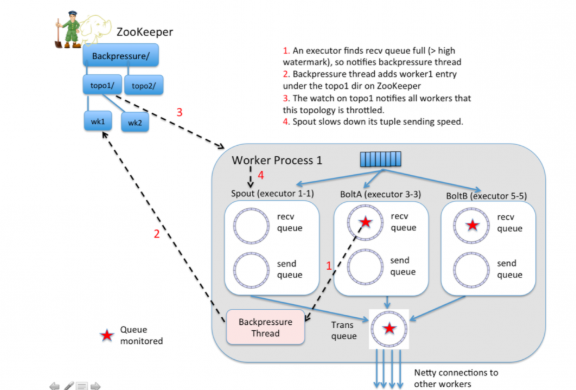 ZooKeeper
Backpressure/
topo1/
topo2/
wk1
wk2
1. An executor finds recv queue full (> high
watermark), so notifies backpressure thread
2. Backpressure thread adds worker1 entry
under the topo1 dir on ZooKeeper
3. The watch on topo1 notifies all workers that
this topology is throttled.
4. Spout slows down its tuple sending speed.
3
Worker Process 1
4
Spout (executor 1-1)
BoltA (executor 3-3)
BoltB (executor 5-5)
recv
queue
recv
queue
recv
queue
send
queue
send
queue
send
queue
2
1
Backpressure
Thread
Trans
queue
Queue
monitored
Netty connections to
other workers